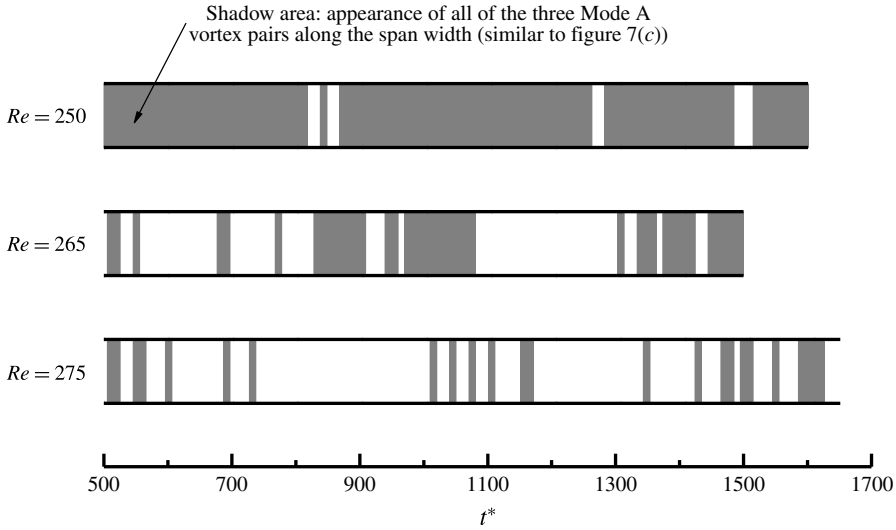 Shadow area: appearance of all of the three Mode A
vortex pairs along the span width (similar to figure 7(c))
Re = 250
Re = 265
Re = 275
500 700 900 1100 1300 1500 1700
t*